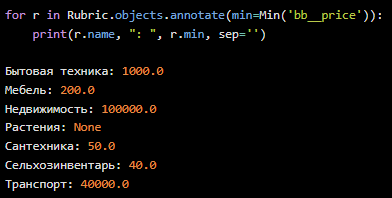 for r in Rubric.objects.annotate(min=Min('bb__price')):
    print(r.name, ": ", r.min, sep='')
Бытовая техника: 1000.0
Мебель: 200.0
Недвижимость: 100000.0
Растения: None
Сантехника: 50.0
Сельхозинвентарь: 40.0
Транспорт: 40000.0